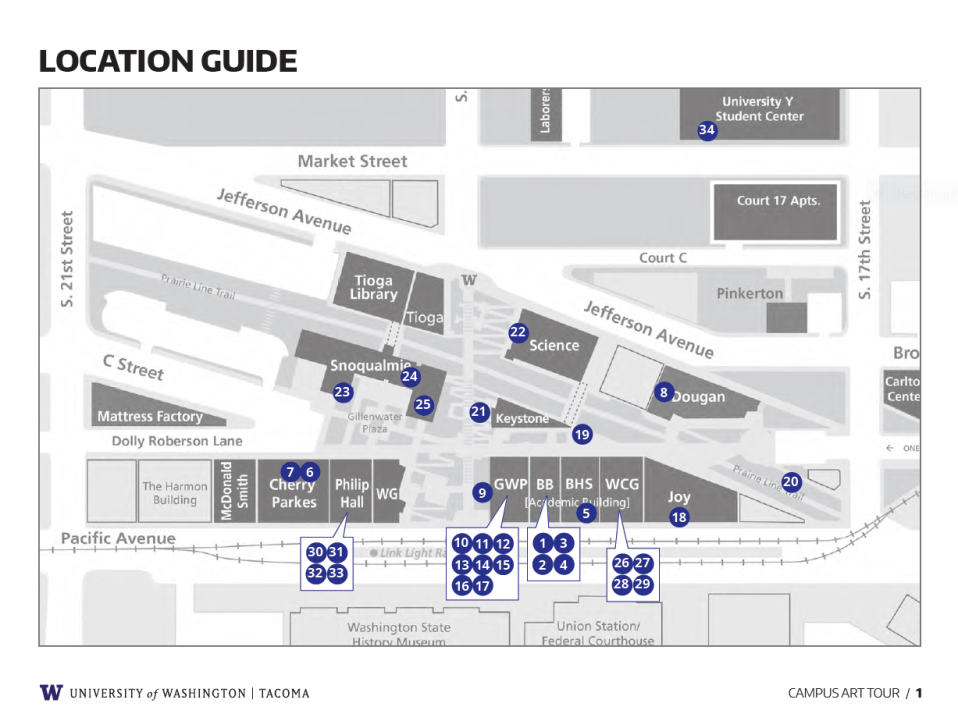 LOCATION GUIDE
S.
Laborers
University Y
Student Center
34
Market Street
Jefferson Avenue
Court 17 Apts.
S. 21st Street
S. 17th Street
Court C
W
Tioga
Library
Tioga
Prairie Line Trail
Pinkerton
Jefferson Avenue
22
Science
Bro
C Street
Snoqualmie
24
23
25
8
Dougan
Carlto
Cente
Mattress Factory
Gillenwater
Plaza
21
Keystone
19
Dolly Roberson Lane
← ONE
The Harmon
Building
McDonald
Smith
7 6
Cherry
Parkes
Philip
Hall
WG
9
GWP
BB
BHS
WCG
[Academic Building]
5
Joy
18
Prairie Line Trail
20
Pacific Avenue
Link Light Ra
30 31
32 33
10 11 12
13 14 15
16 17
1 3
2 4
26 27
28 29
Washington State
History Museum
Union Station/
Federal Courthouse
W UNIVERSITY of WASHINGTON | TACOMA
CAMPUS ART TOUR / 1